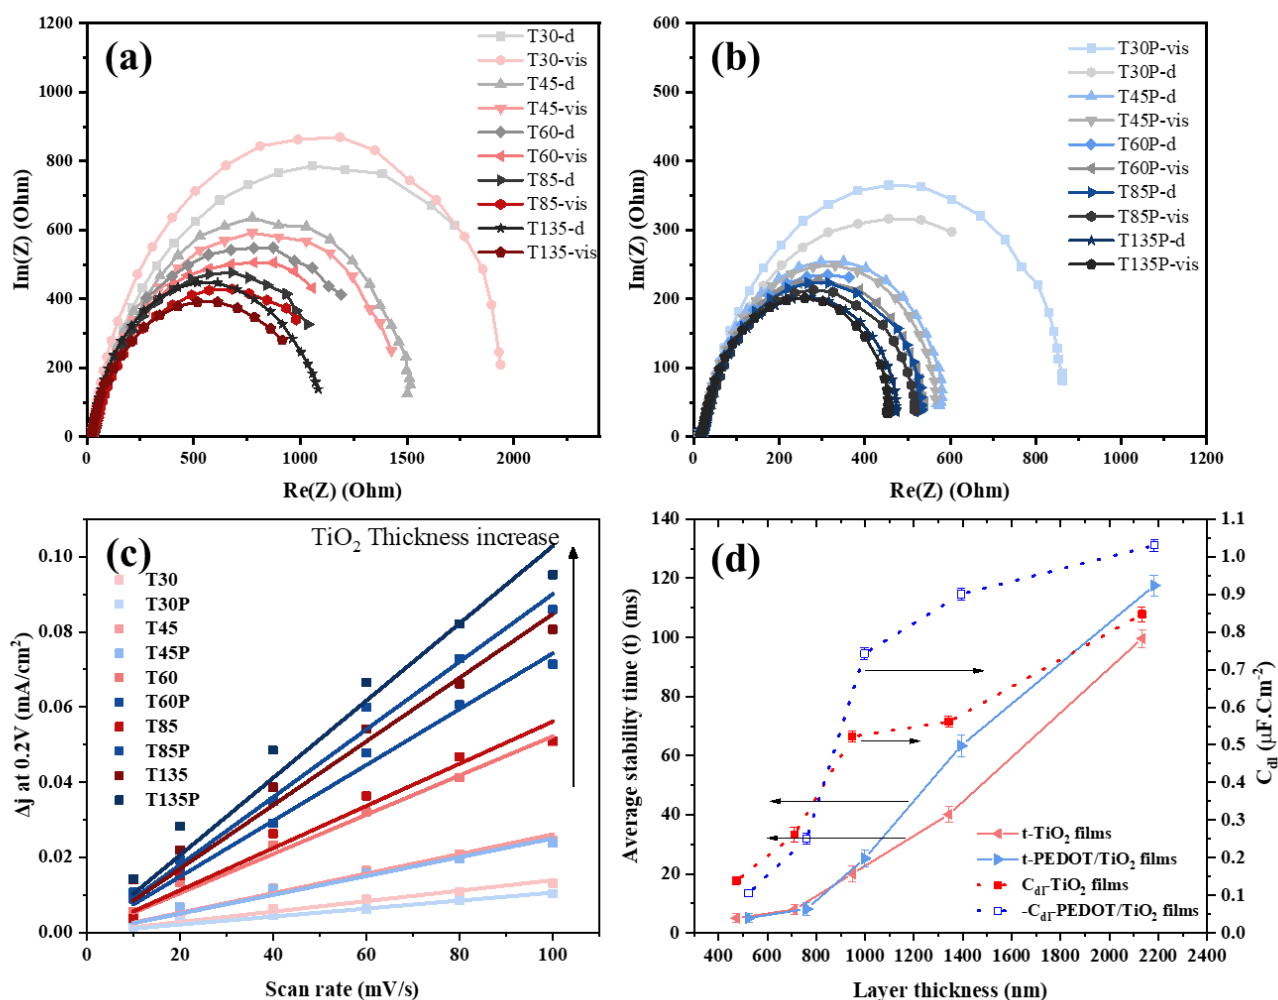 (a)
1200
1000
800
600
400
200
0
0
500
1000
1500
2000
Im(Z) (Ohm)
Re(Z) (Ohm)
T30-d
T30-vis
T45-d
T45-vis
T60-d
T60-vis
T85-d
T85-vis
T135-d
T135-vis
(b)
600
500
400
300
200
100
0
0
200
400
600
800
1000
1200
Im(Z) (Ohm)
Re(Z) (Ohm)
T30P-vis
T30P-d
T45P-d
T45P-vis
T60P-d
T60P-vis
T85P-d
T85P-vis
T135P-d
T135P-vis
(c)
TiO2 Thickness increase
0.10
0.08
0.06
0.04
0.02
0.00
20
40
60
80
100
Δj at 0.2V (mA/cm²)
Scan rate (mV/s)
T30
T30P
T45
T45P
T60
T60P
T85
T85P
T135
T135P
(d)
140
120
100
80
60
40
20
0
400
600
800
1000
1200
1400
1600
1800
2000
2200
2400
1.1
1.0
0.9
0.8
0.7
0.6
0.5
0.4
0.3
0.2
0.1
0.0
Average stability time (t) (ms)
Layer thickness (nm)
Cdl (μF.Cm⁻²)
t-TiO2 films
t-PEDOT/TiO2 films
Cdl-TiO2 films
-Cdl-PEDOT/TiO2 films